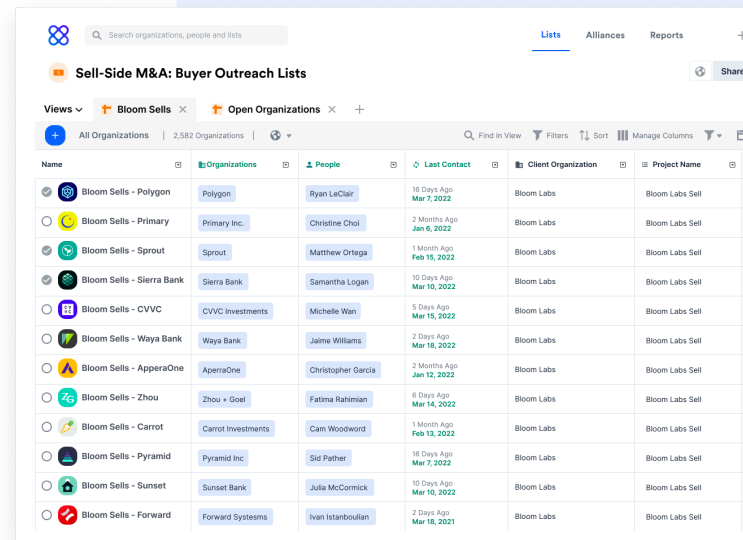 Search organizations, people and lists
Lists Alliances Reports
Sell-Side M&A: Buyer Outreach Lists
Share
Views Bloom Sells Open Organizations
All Organizations | 2,582 Organizations | Find in View Filters Sort Manage Columns
Name Organizations People Last Contact Client Organization Project Name
Bloom Sells - Polygon Polygon Ryan LeClair 16 Days Ago Bloom Labs Bloom Labs Sell
Mar 7, 2022
Bloom Sells - Primary Primary Inc. Christine Choi 2 Months Ago Bloom Labs Bloom Labs Sell
Jan 6, 2022
Bloom Sells - Sprout Sprout Matthew Ortega 1 Month Ago Bloom Labs Bloom Labs Sell
Feb 15, 2022
Bloom Sells - Sierra Bank Sierra Bank Samantha Logan 10 Days Ago Bloom Labs Bloom Labs Sell
Mar 10, 2022
Bloom Sells - CVVC CVVC Investments Michelle Wan 5 Days Ago Bloom Labs Bloom Labs Sell
Mar 15, 2022
Bloom Sells - Waya Bank Waya Bank Jaime Williams 2 Days Ago Bloom Labs Bloom Labs Sell
Mar 18, 2022
Bloom Sells - ApperaOne AperraOne Christopher Garcia 2 Months Ago Bloom Labs Bloom Labs Sell
Jan 12, 2022
ZG Bloom Sells - Zhou Zhou + Goel Fatima Rahimian 6 Days Ago Bloom Labs Bloom Labs Sell
Mar 14, 2022
Bloom Sells - Carrot Carrot Investments Cam Woodword 1 Month Ago Bloom Labs Bloom Labs Sell
Feb 13, 2022
Bloom Sells - Pyramid Pyramid Inc Sid Pather 16 Days Ago Bloom Labs Bloom Labs Sell
Mar 7, 2022
Bloom Sells - Sunset Sunset Bank Julia McCormick 10 Days Ago Bloom Labs Bloom Labs Sell
Mar 10, 2022
Bloom Sells - Forward Forward Systesms Ivan Istanboulian 2 Days Ago Bloom Labs Bloom Labs Sell
Mar 18, 2021